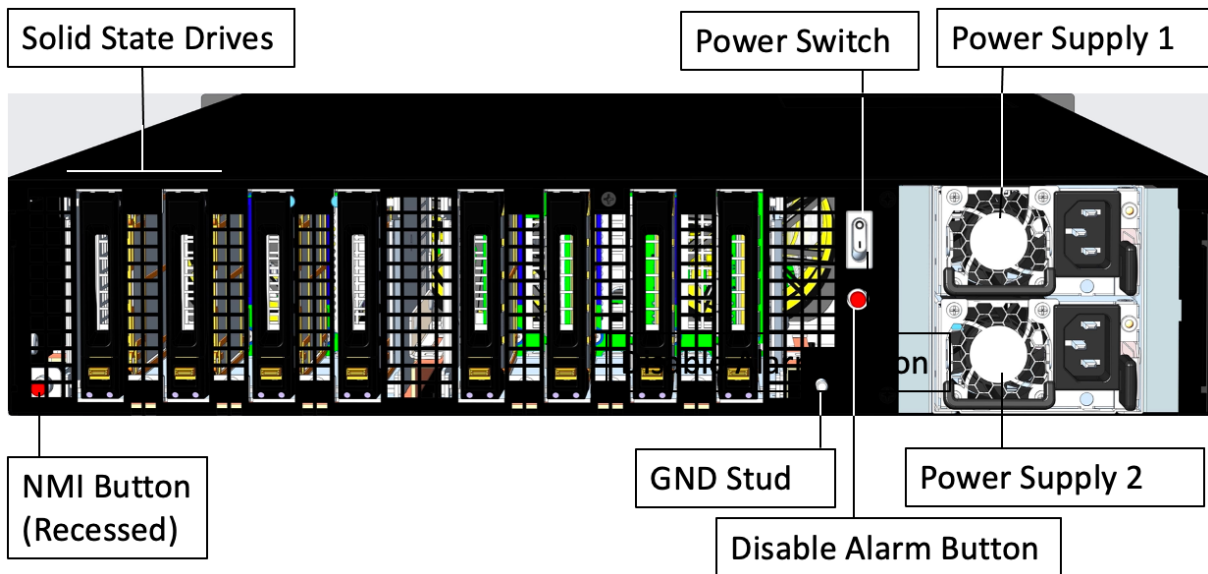 Solid State Drives
Power Switch
Power Supply 1
NMI Button
(Recessed)
GND Stud
Power Supply 2
Disable Alarm Button